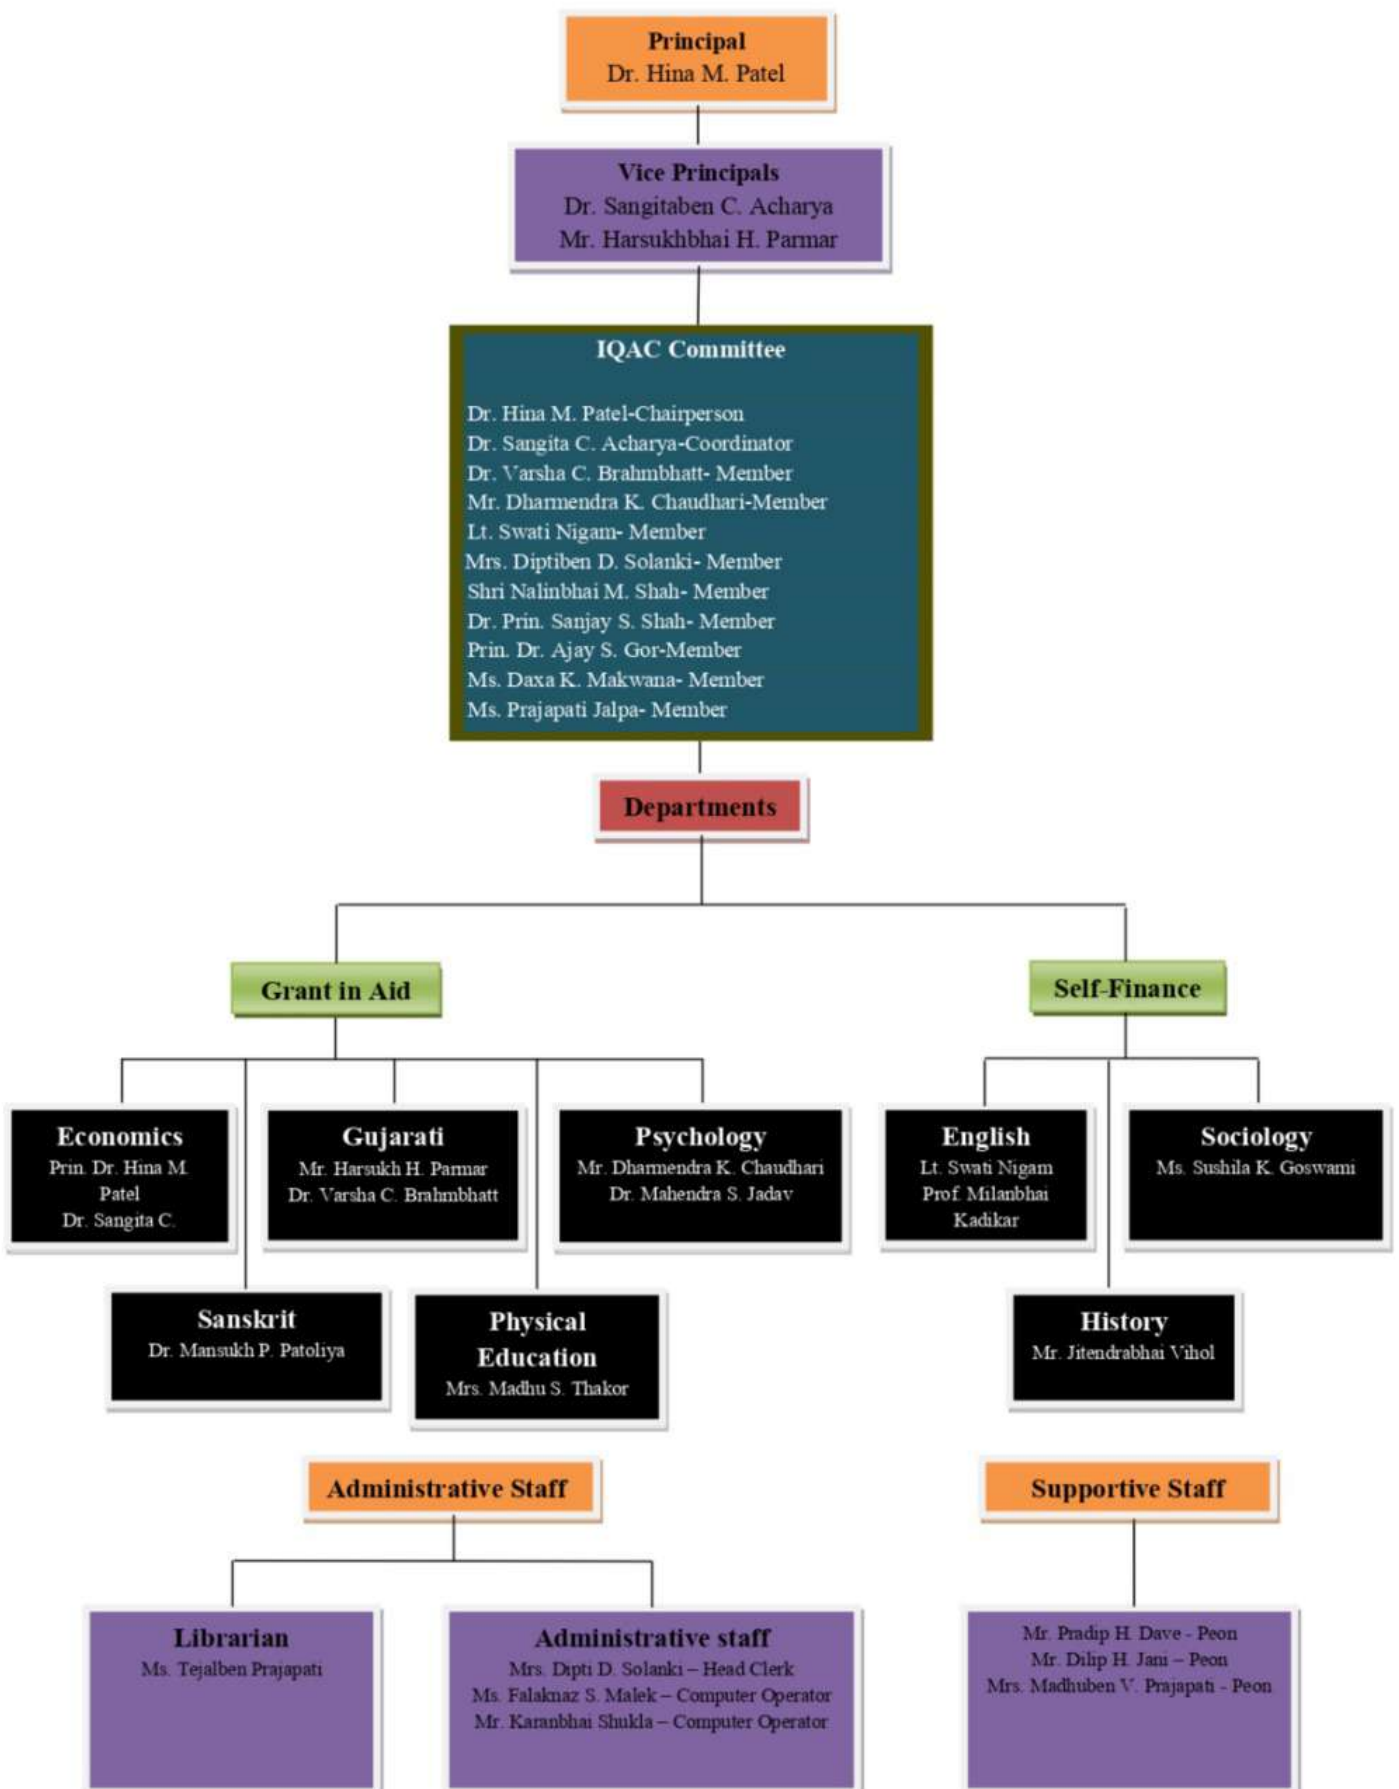 Principal
Dr. Hina M. Patel
Vice Principals
Dr. Sangitaben C. Acharya
Mr. Harsukhbhai H. Parmar
IQAC Committee
Dr. Hina M. Patel-Chairperson
Dr. Sangita C. Acharya-Coordinator
Dr. Varsha C. Brahmbhatt- Member
Mr. Dharmendra K. Chaudhari-Member
Lt. Swati Nigam- Member
Mrs. Diptiben D. Solanki- Member
Shri Nalinbhai M. Shah- Member
Dr. Prin. Sanjay S. Shah- Member
Prin. Dr. Ajay S. Gor-Member
Ms. Daxa K. Makwana- Member
Ms. Prajapati Jalpa- Member
Departments
Grant in Aid
Self-Finance
Economics
Prin. Dr. Hina M.
Patel
Dr. Sangita C.
Gujarati
Mr. Harsukh H. Parmar
Dr. Varsha C. Brahmbhatt
Psychology
Mr. Dharmendra K. Chaudhari
Dr. Mahendra S. Jadav
English
Lt. Swati Nigam
Prof. Milanbhai
Kadikar
Sociology
Ms. Sushila K. Goswami
Sanskrit
Dr. Mansukh P. Patoliya
Physical
Education
Mrs. Madhu S. Thakor
History
Mr. Jitendrabhai Vihol
Administrative Staff
Supportive Staff
Librarian
Ms. Tejalben Prajapati
Administrative staff
Mrs. Dipti D. Solanki – Head Clerk
Ms. Falaknaz S. Malek – Computer Operator
Mr. Karanbhai Shukla – Computer Operator
Mr. Pradip H. Dave - Peon
Mr. Dilip H. Jani – Peon
Mrs. Madhuben V. Prajapati - Peon